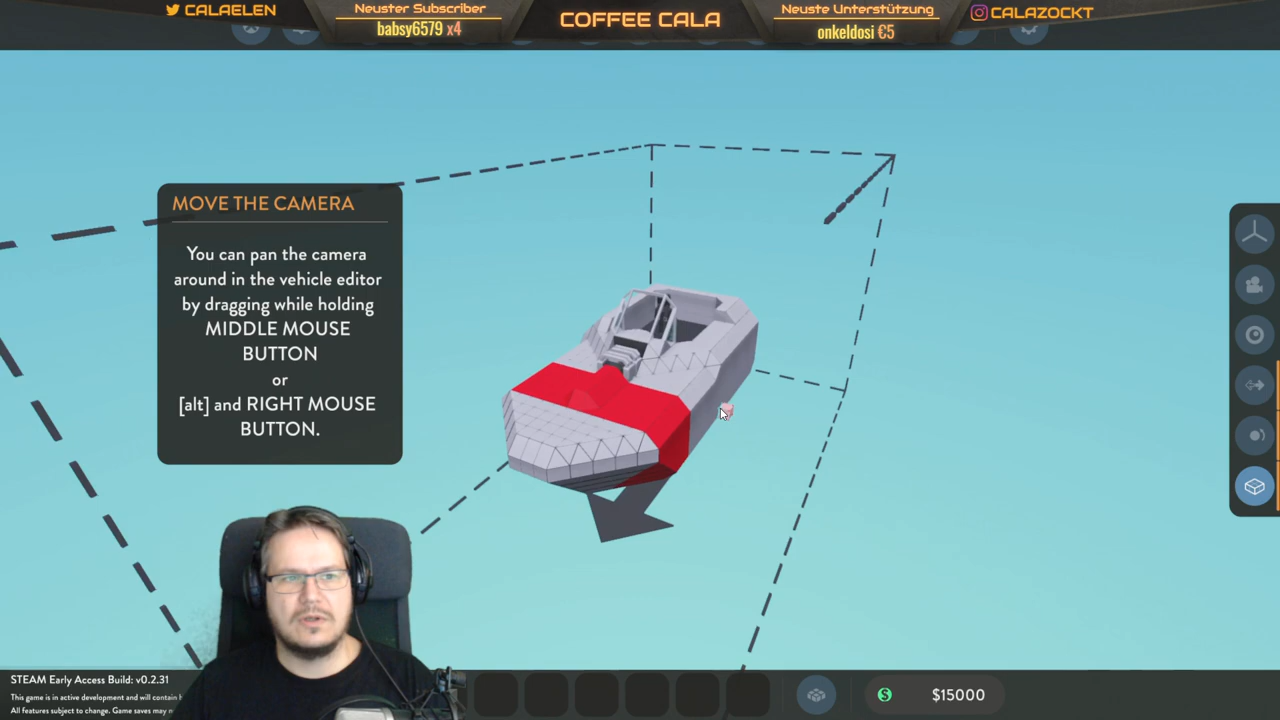 CALAELEN
Neuster Subscriber
babsy6579 x4
COFFEE CALA
Neuste Unterstützung
onkeldosi €5
CALAZOCKT
MOVE THE CAMERA
You can pan the camera
around in the vehicle editor
by dragging while holding
MIDDLE MOUSE
BUTTON
or
[alt] and RIGHT MOUSE
BUTTON.
STEAM Early Access Build: v0.2.31
This game is in active development and will contain
All features subject to change. Game saves may
$
$15000